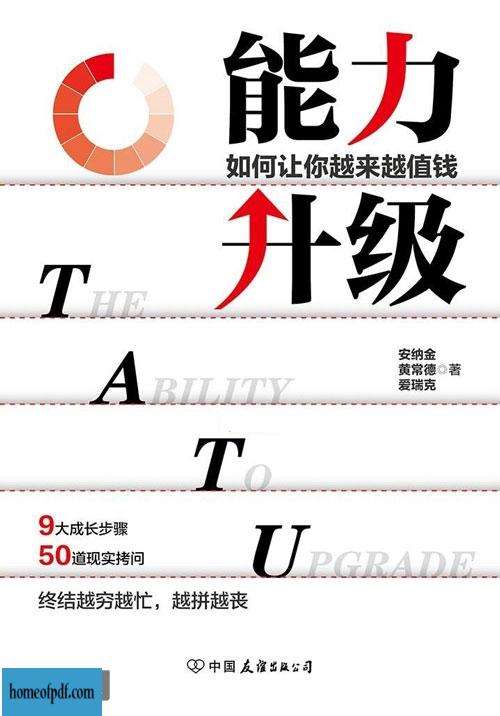 能力
如何让你越来越值钱
升级
THE
安纳金
黄常德 著
爱瑞克
ABILITY
TO
9大成长步骤
50道现实拷问
UPGRADE
终结越穷越忙，越拼越丧
中国友谊出版公司
homeofpdf.com